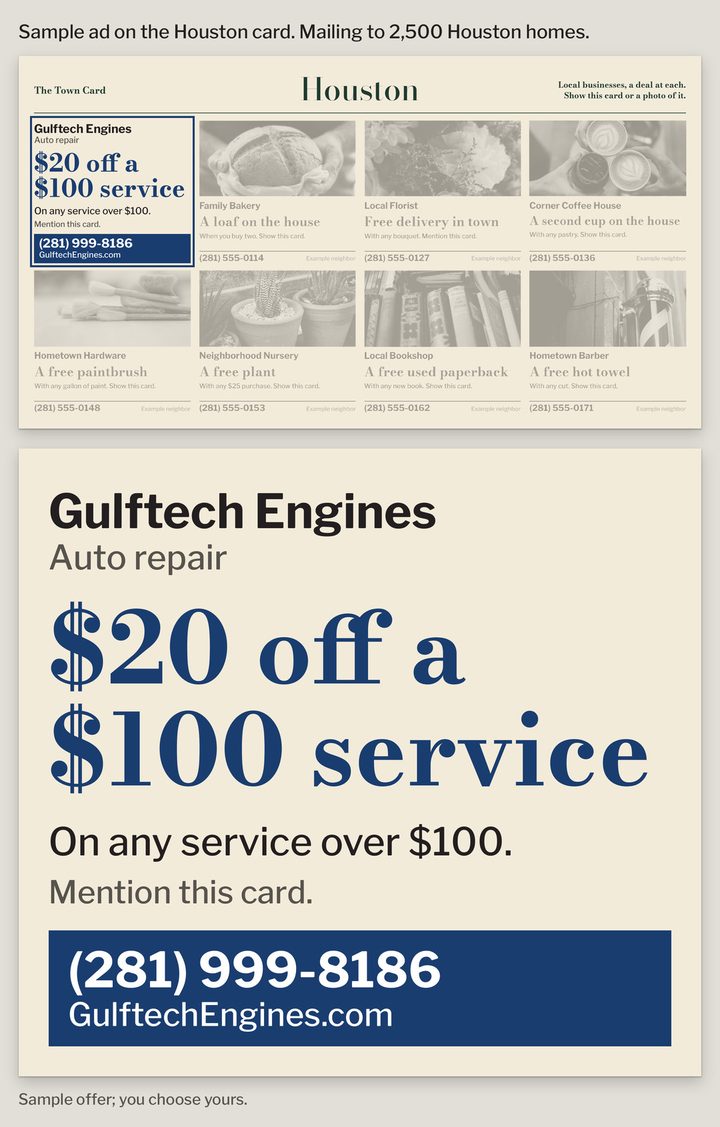 Sample ad on the Houston card. Mailing to 2,500 Houston homes.
The Town Card
Houston
Local businesses, a deal at each.
Show this card or a photo of it.
Gulftech Engines
Auto repair
$20 off a
$100 service
On any service over $100.
Mention this card.
(281) 999-8186
GulftechEngines.com
Family Bakery
A loaf on the house
When you buy two. Show this card.
(281) 555-0114
Example neighbor
Local Florist
Free delivery in town
With any bouquet. Mention this card.
(281) 555-0127
Example neighbor
Corner Coffee House
A second cup on the house
With any pastry. Show this card.
(281) 555-0136
Example neighbor
Hometown Hardware
A free paintbrush
With any gallon of paint. Show this card.
(281) 555-0148
Example neighbor
Neighborhood Nursery
A free plant
With any $25 purchase. Show this card.
(281) 555-0153
Example neighbor
Local Bookshop
A free used paperback
With any new book. Show this card.
(281) 555-0162
Example neighbor
Hometown Barber
A free hot towel
With any cut. Show this card.
(281) 555-0171
Example neighbor
Gulftech Engines
Auto repair
$20 off a
$100 service
On any service over $100.
Mention this card.
(281) 999-8186
GulftechEngines.com
Sample offer; you choose yours.